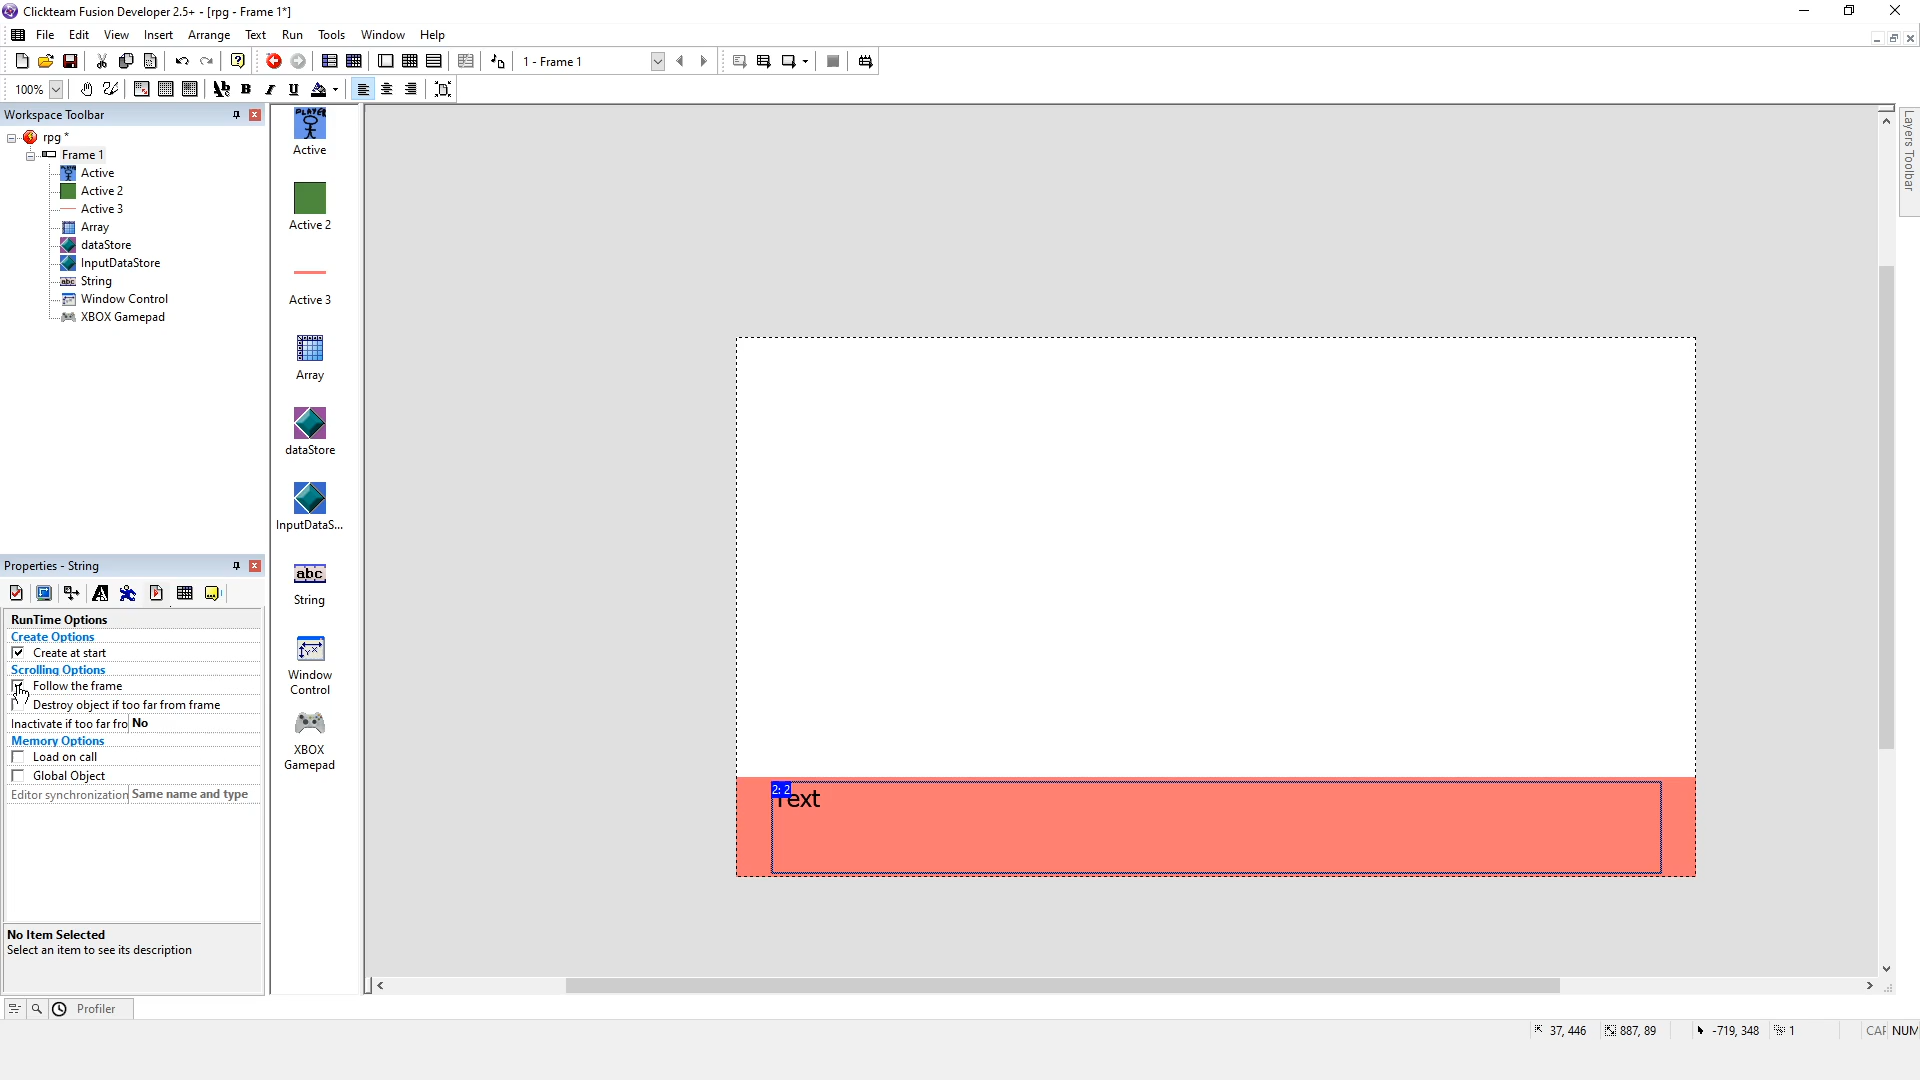 Clickteam Fusion Developer 2.5+ - [rpg - Frame 1*]
File Edit View Insert Arrange Text Run Tools Window Help
1 - Frame 1
100%
Workspace Toolbar
rpg *
Frame 1
Active
Active 2
Active 3
Array
dataStore
InputDataStore
String
Window Control
XBOX Gamepad
PLAYER
Active
Active 2
Active 3
Array
dataStore
InputDataS...
abc
String
Window
Control
XBOX
Gamepad
Layers Toolbar
Properties - String
RunTime Options
Create Options
Create at start
Scrolling Options
Follow the frame
Destroy object if too far from frame
Inactivate if too far fro No
Memory Options
Load on call
Global Object
Editor synchronization Same name and type
No Item Selected
Select an item to see its description
2: 2
Text
Profiler
37, 446 887, 89 -719, 348 1 CAP NUM